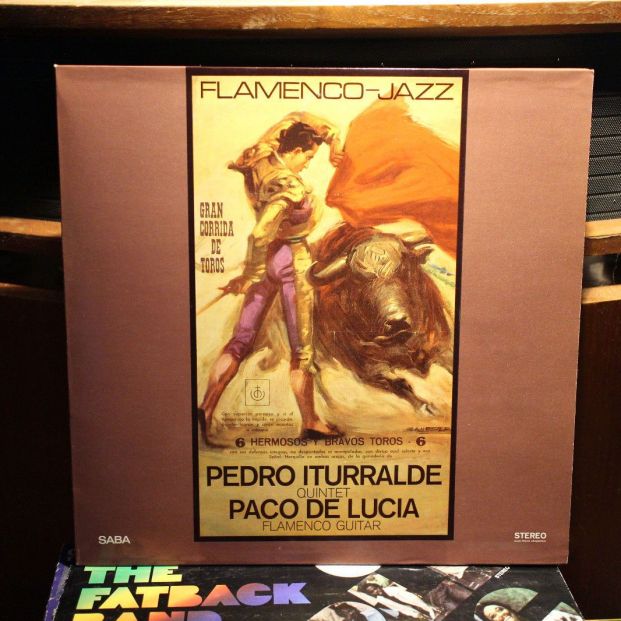 FLAMENCO-JAZZ
GRAN
CORRIDA
DE
TOROS
6 HERMOSOS Y BRAVOS TOROS - 6
PEDRO ITURRALDE
QUINTET
PACO DE LUCIA
FLAMENCO GUITAR
SABA
STEREO
THE
FATBACK
BAND